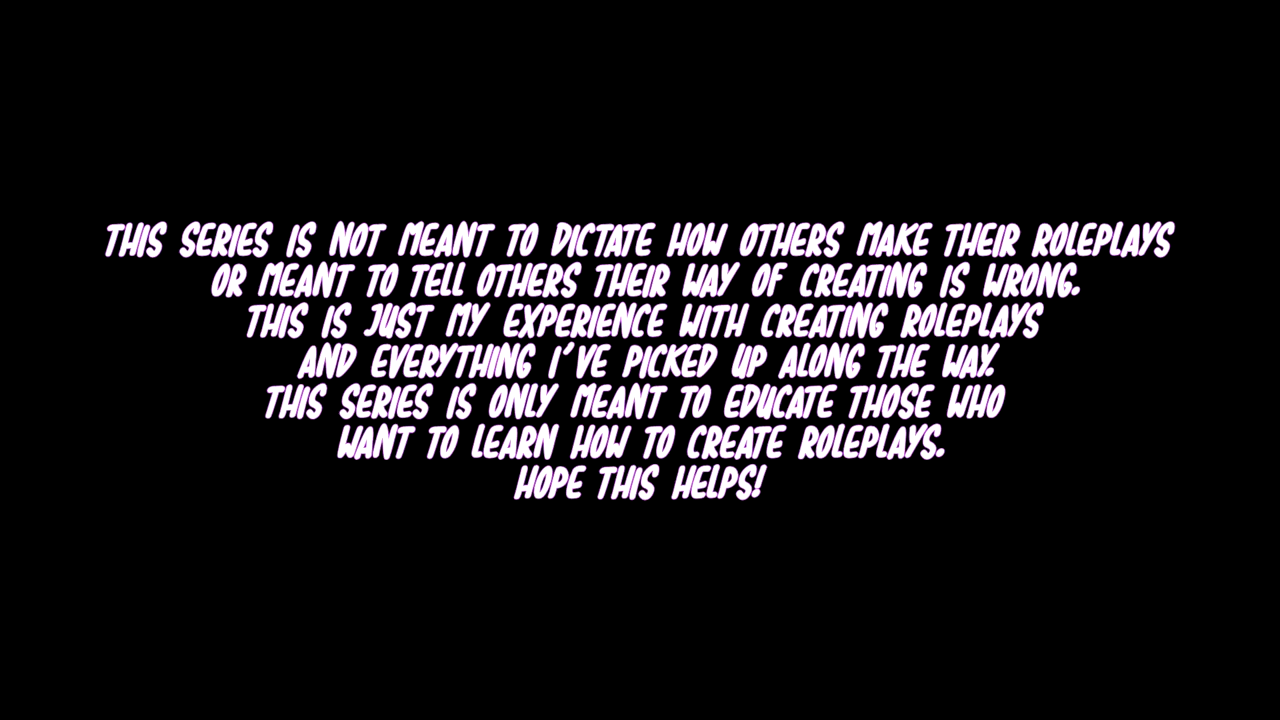 THIS SERIES IS NOT MEANT TO DICTATE HOW OTHERS MAKE THEIR ROLEPLAYS
OR MEANT TO TELL OTHERS THEIR WAY OF CREATING IS WRONG.
THIS IS JUST MY EXPERIENCE WITH CREATING ROLEPLAYS
AND EVERYTHING I'VE PICKED UP ALONG THE WAY.
THIS SERIES IS ONLY MEANT TO EDUCATE THOSE WHO
WANT TO LEARN HOW TO CREATE ROLEPLAYS.
HOPE THIS HELPS!